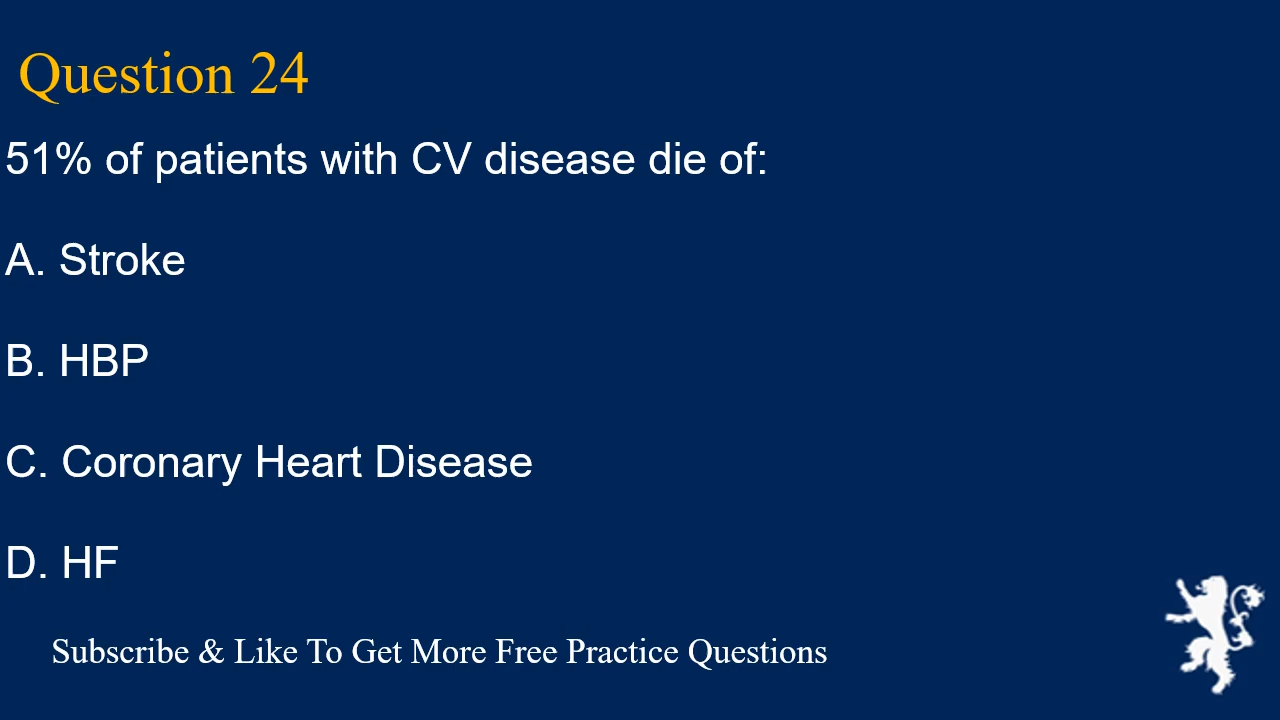 Question 24
51% of patients with CV disease die of:
A. Stroke
B. HBP
C. Coronary Heart Disease
D. HF
Subscribe & Like To Get More Free Practice Questions